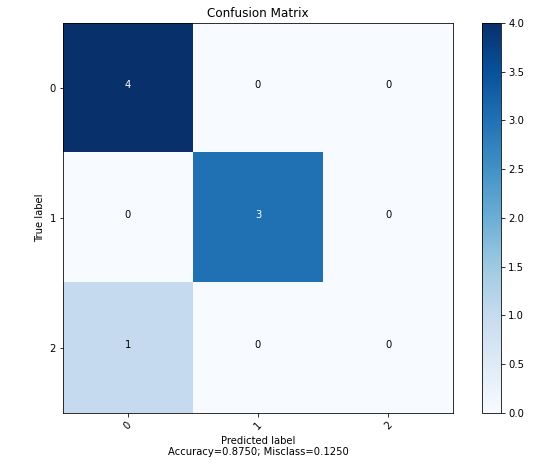 Confusion Matrix
4.0
3.5
3.0
2.5
2.0
1.5
1.0
0.5
0.0
True label
0
4 0 0
1
0 3 0
2
1 0 0
0 1 2
Predicted label
Accuracy=0.8750; Misclass=0.1250